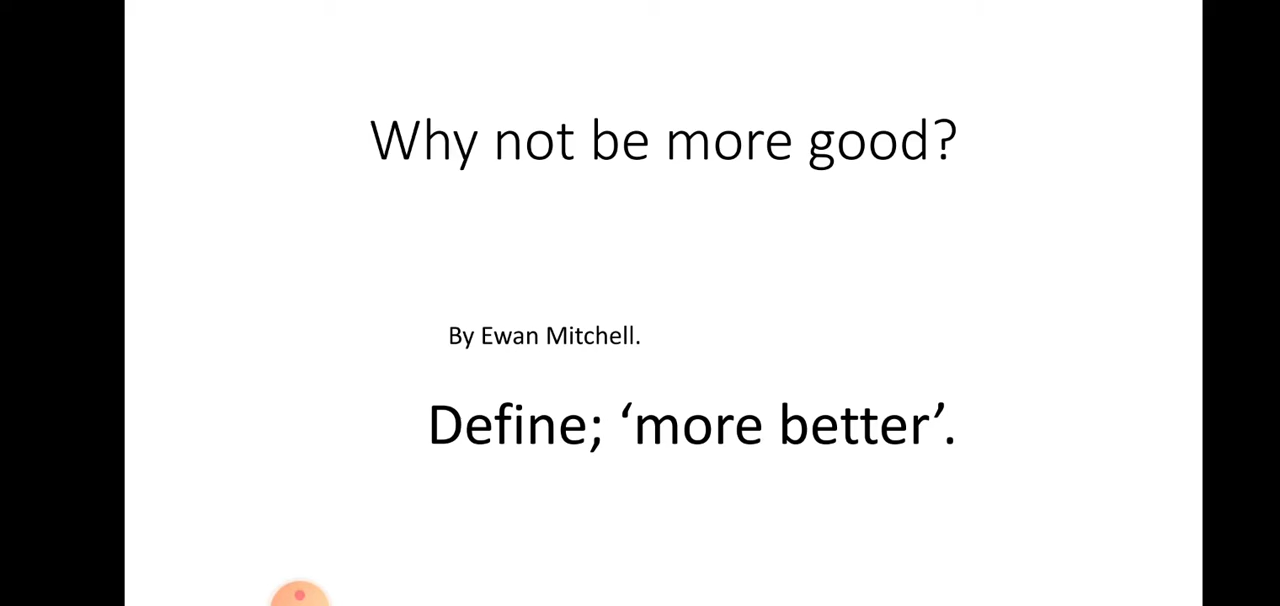 Why not be more good?
By Ewan Mitchell.
Define; ‘more better’.